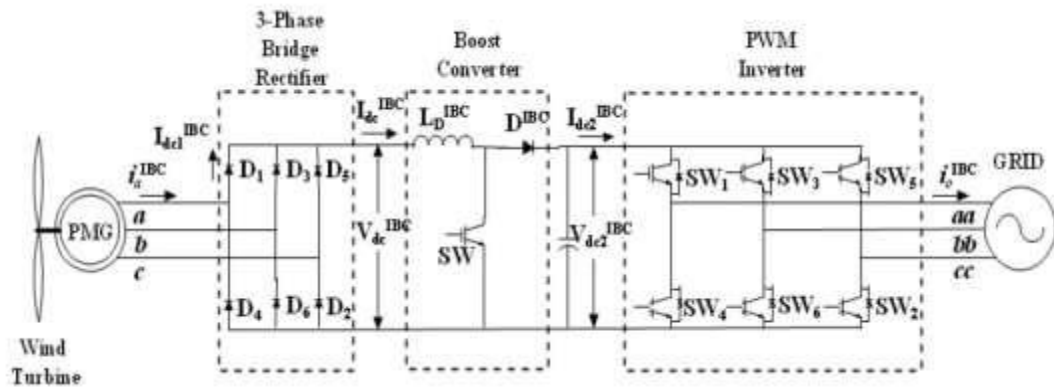 3-Phase
Bridge
Rectifier
Boost
Converter
PWM
Inverter
I_dc1^IBC
I_dc^IBC
L_D^IBC
D^IBC
I_dc2^IBC
i_a^IBC
D₁
D₃
D₅
SW₁
SW₃
SW₅
i_o^IBC
GRID
PMG
a
b
c
V_dc^IBC
SW
V_dc2^IBC
aa
bb
cc
D₄
D₆
D₂
SW₄
SW₆
SW₂
Wind
Turbine